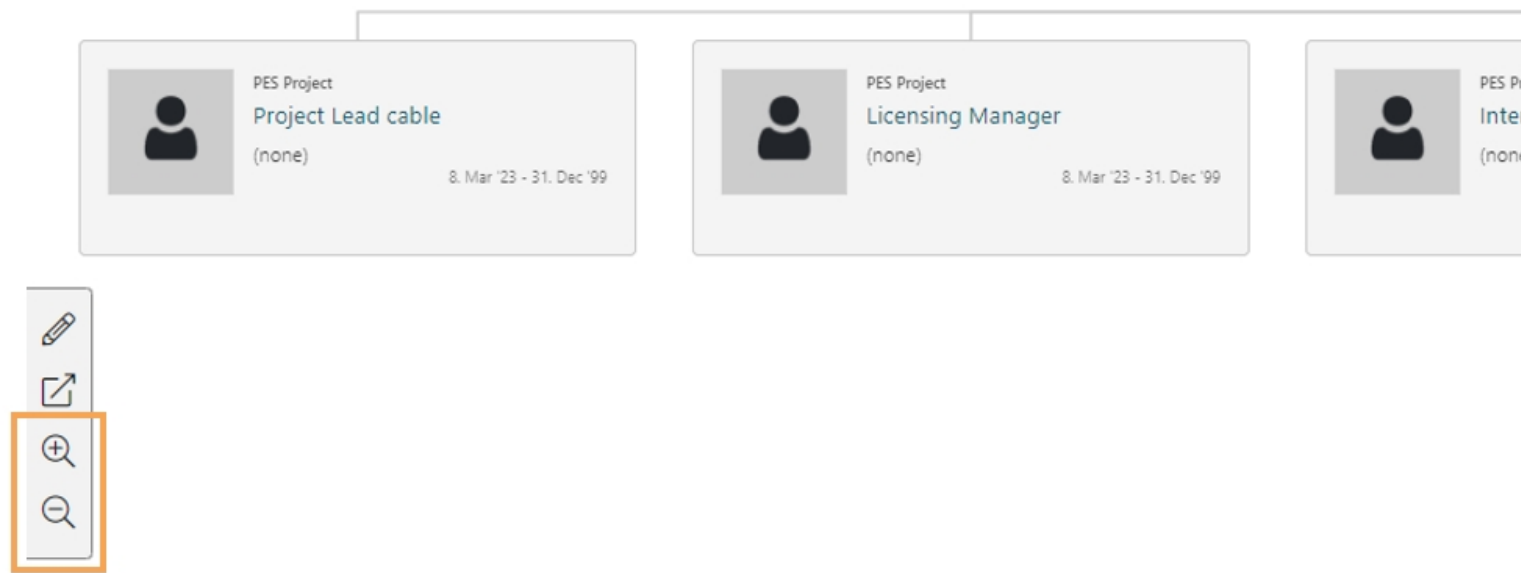 PES Project
Project Lead cable
(none)
8. Mar '23 - 31. Dec '99
PES Project
Licensing Manager
(none)
8. Mar '23 - 31. Dec '99
PES